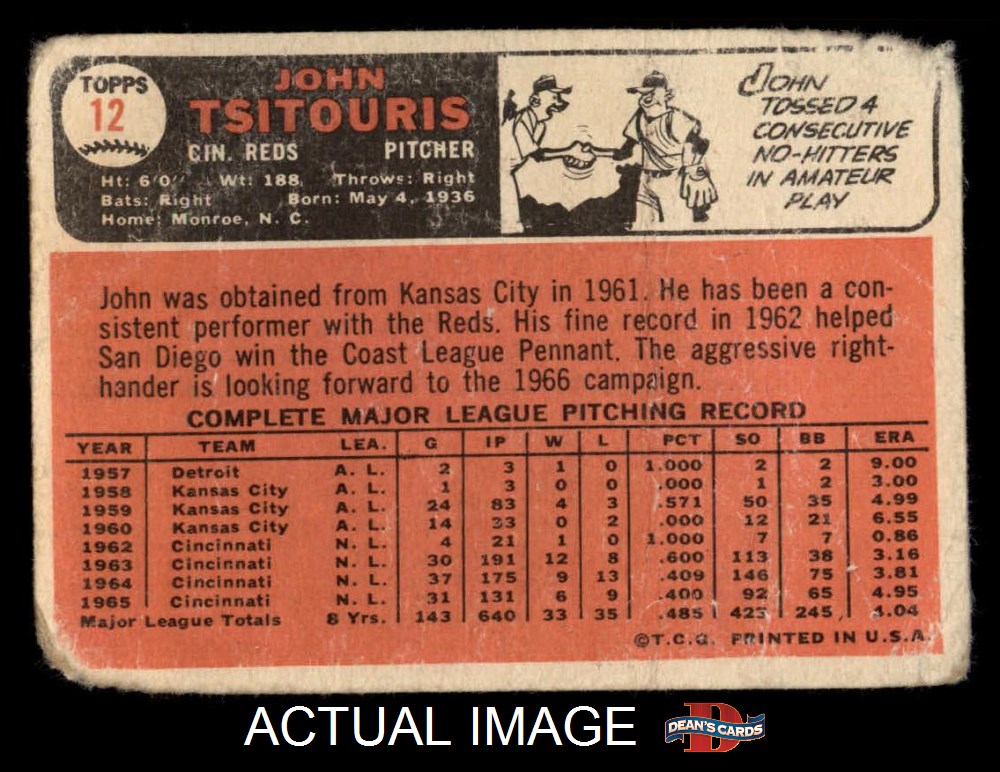 TOPPS
12
JOHN
TSITOURIS
CIN. REDS PITCHER
Ht: 6'0" Wt: 188 Throws: Right
Bats: Right Born: May 4, 1936
Home: Monroe, N. C.
JOHN
TOSSED 4
CONSECUTIVE
NO-HITTERS
IN AMATEUR
PLAY
John was obtained from Kansas City in 1961. He has been a con-
sistent performer with the Reds. His fine record in 1962 helped
San Diego win the Coast League Pennant. The aggressive right-
hander is looking forward to the 1966 campaign.
COMPLETE MAJOR LEAGUE PITCHING RECORD
YEAR TEAM LEA. G IP W L PCT SO BB ERA
1957 Detroit A. L. 2 3 1 0 1.000 2 2 9.00
1958 Kansas City A. L. 1 3 0 0 .000 1 2 3.00
1959 Kansas City A. L. 24 83 4 3 .571 50 35 4.99
1960 Kansas City A. L. 14 33 0 2 .000 12 21 6.55
1962 Cincinnati N. L. 4 21 1 0 1.000 7 7 0.86
1963 Cincinnati N. L. 30 191 12 8 .600 113 38 3.16
1964 Cincinnati N. L. 37 175 9 13 .409 146 75 3.81
1965 Cincinnati N. L. 31 131 6 9 .400 92 65 4.95
Major League Totals 8 Yrs. 143 640 33 35 .485 423 245 4.04
©T.C.G. PRINTED IN U.S.A.
ACTUAL IMAGE
DEAN'S CARDS